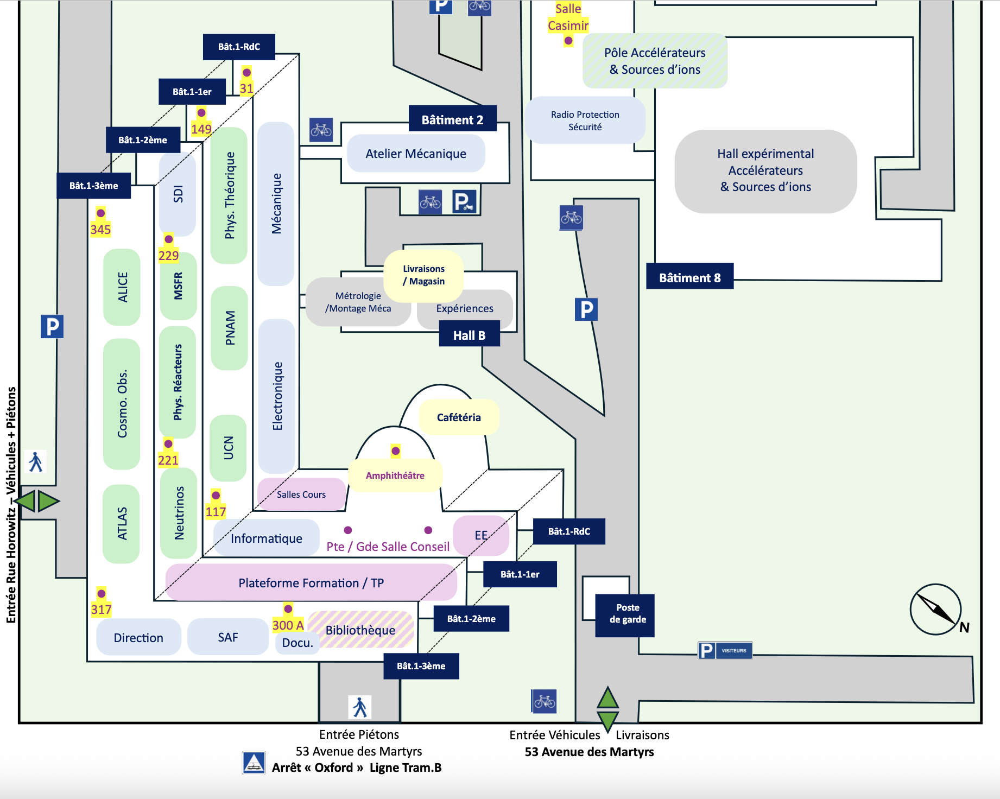 P
Salle
Casimir
Bât.1-RdC
31
Pôle Accélérateurs
& Sources d’ions
Bât.1-1er
149
Bâtiment 2
Radio Protection
Sécurité
Bât.1-2ème
Atelier Mécanique
Hall expérimental
Accélérateurs
& Sources d’ions
Bât.1-3ème
SDI
Phys. Théorique
Mécanique
P
345
229
ALICE
MSFR
Livraisons
/ Magasin
Bâtiment 8
Métrologie
/Montage Méca
Expériences
P
P
PNAM
Hall B
Cosmo. Obs.
Phys. Réacteurs
Electronique
Cafétéria
UCN
221
Amphithéâtre
Entrée Rue Horowitz – Véhicules + Piétons
ATLAS
Neutrinos
117
Salles Cours
Informatique
Pte / Gde Salle Conseil
EE
Bât.1-RdC
Bât.1-1er
Plateforme Formation / TP
317
300 A
Bât.1-2ème
Poste
de garde
N
Direction
SAF
Docu.
Bibliothèque
P VISITEURS
Bât.1-3ème
Entrée Piétons
53 Avenue des Martyrs
Arrêt « Oxford » Ligne Tram.B
Entrée Véhicules Livraisons
53 Avenue des Martyrs